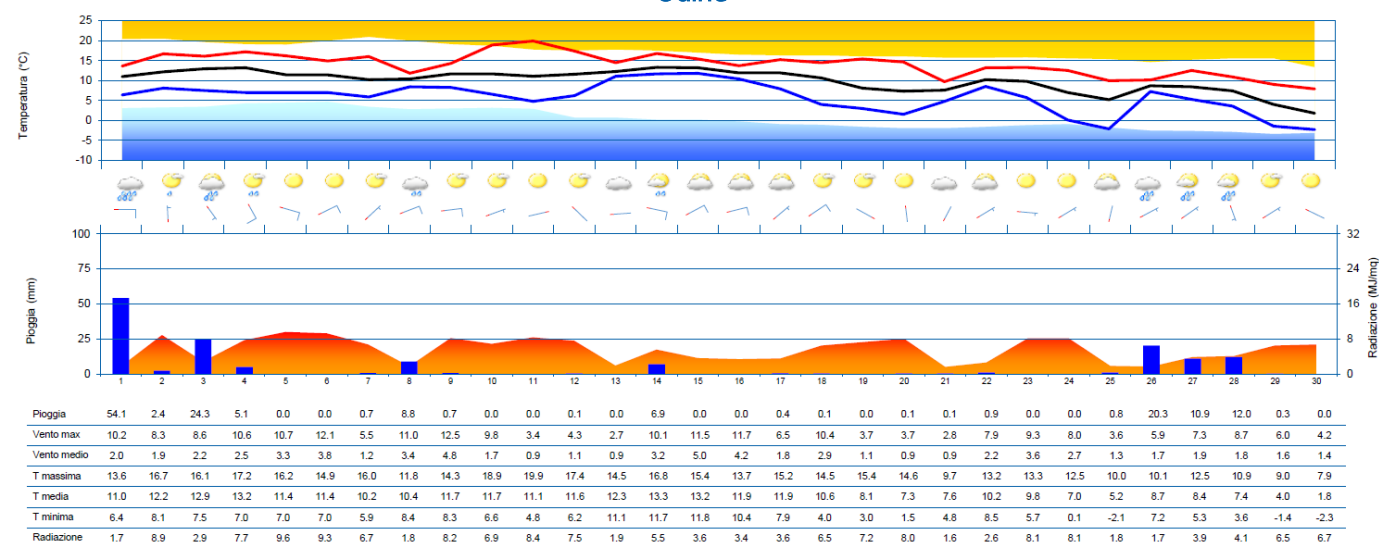 25
20
15
10
5
0
-5
-10
Temperatura (°C)
100
75
50
25
0
Pioggia (mm)
32
24
16
8
0
Radiazione (MJ/mq)
1 2 3 4 5 6 7 8 9 10 11 12 13 14 15 16 17 18 19 20 21 22 23 24 25 26 27 28 29 30
Pioggia 54.1 2.4 24.3 5.1 0.0 0.0 0.7 8.8 0.7 0.0 0.0 0.1 0.0 6.9 0.0 0.0 0.4 0.1 0.0 0.1 0.1 0.9 0.0 0.0 0.8 20.3 10.9 12.0 0.3 0.0
Vento max 10.2 8.3 8.6 10.6 10.7 12.1 5.5 11.0 12.5 9.8 3.4 4.3 2.7 10.1 11.5 11.7 6.5 10.4 3.7 3.7 2.8 7.9 9.3 8.0 3.6 5.9 7.3 8.7 6.0 4.2
Vento medio 2.0 1.9 2.2 2.5 3.3 3.8 1.2 3.4 4.8 1.7 0.9 1.1 0.9 3.2 5.0 4.2 1.8 2.9 1.1 0.9 0.9 2.2 3.6 2.7 1.3 1.7 1.9 1.8 1.6 1.4
T massima 13.6 16.7 16.1 17.2 16.2 14.9 16.0 11.8 14.3 18.9 19.9 17.4 14.5 16.8 15.4 13.7 15.2 14.5 15.4 14.6 9.7 13.2 13.3 12.5 10.0 10.1 12.5 10.9 9.0 7.9
T media 11.0 12.2 12.9 13.2 11.4 11.4 10.2 10.4 11.7 11.7 11.1 11.6 12.3 13.3 13.2 11.9 11.9 10.6 8.1 7.3 7.6 10.2 9.8 7.0 5.2 8.7 8.4 7.4 4.0 1.8
T minima 6.4 8.1 7.5 7.0 7.0 7.0 5.9 8.4 8.3 6.6 4.8 6.2 11.1 11.7 11.8 10.4 7.9 4.0 3.0 1.5 4.8 8.5 5.7 0.1 -2.1 7.2 5.3 3.6 -1.4 -2.3
Radiazione 1.7 8.9 2.9 7.7 9.6 9.3 6.7 1.8 8.2 6.9 8.4 7.5 1.9 5.5 3.6 3.4 3.6 6.5 7.2 8.0 1.6 2.6 8.1 8.1 1.8 1.7 3.9 4.1 6.5 6.7